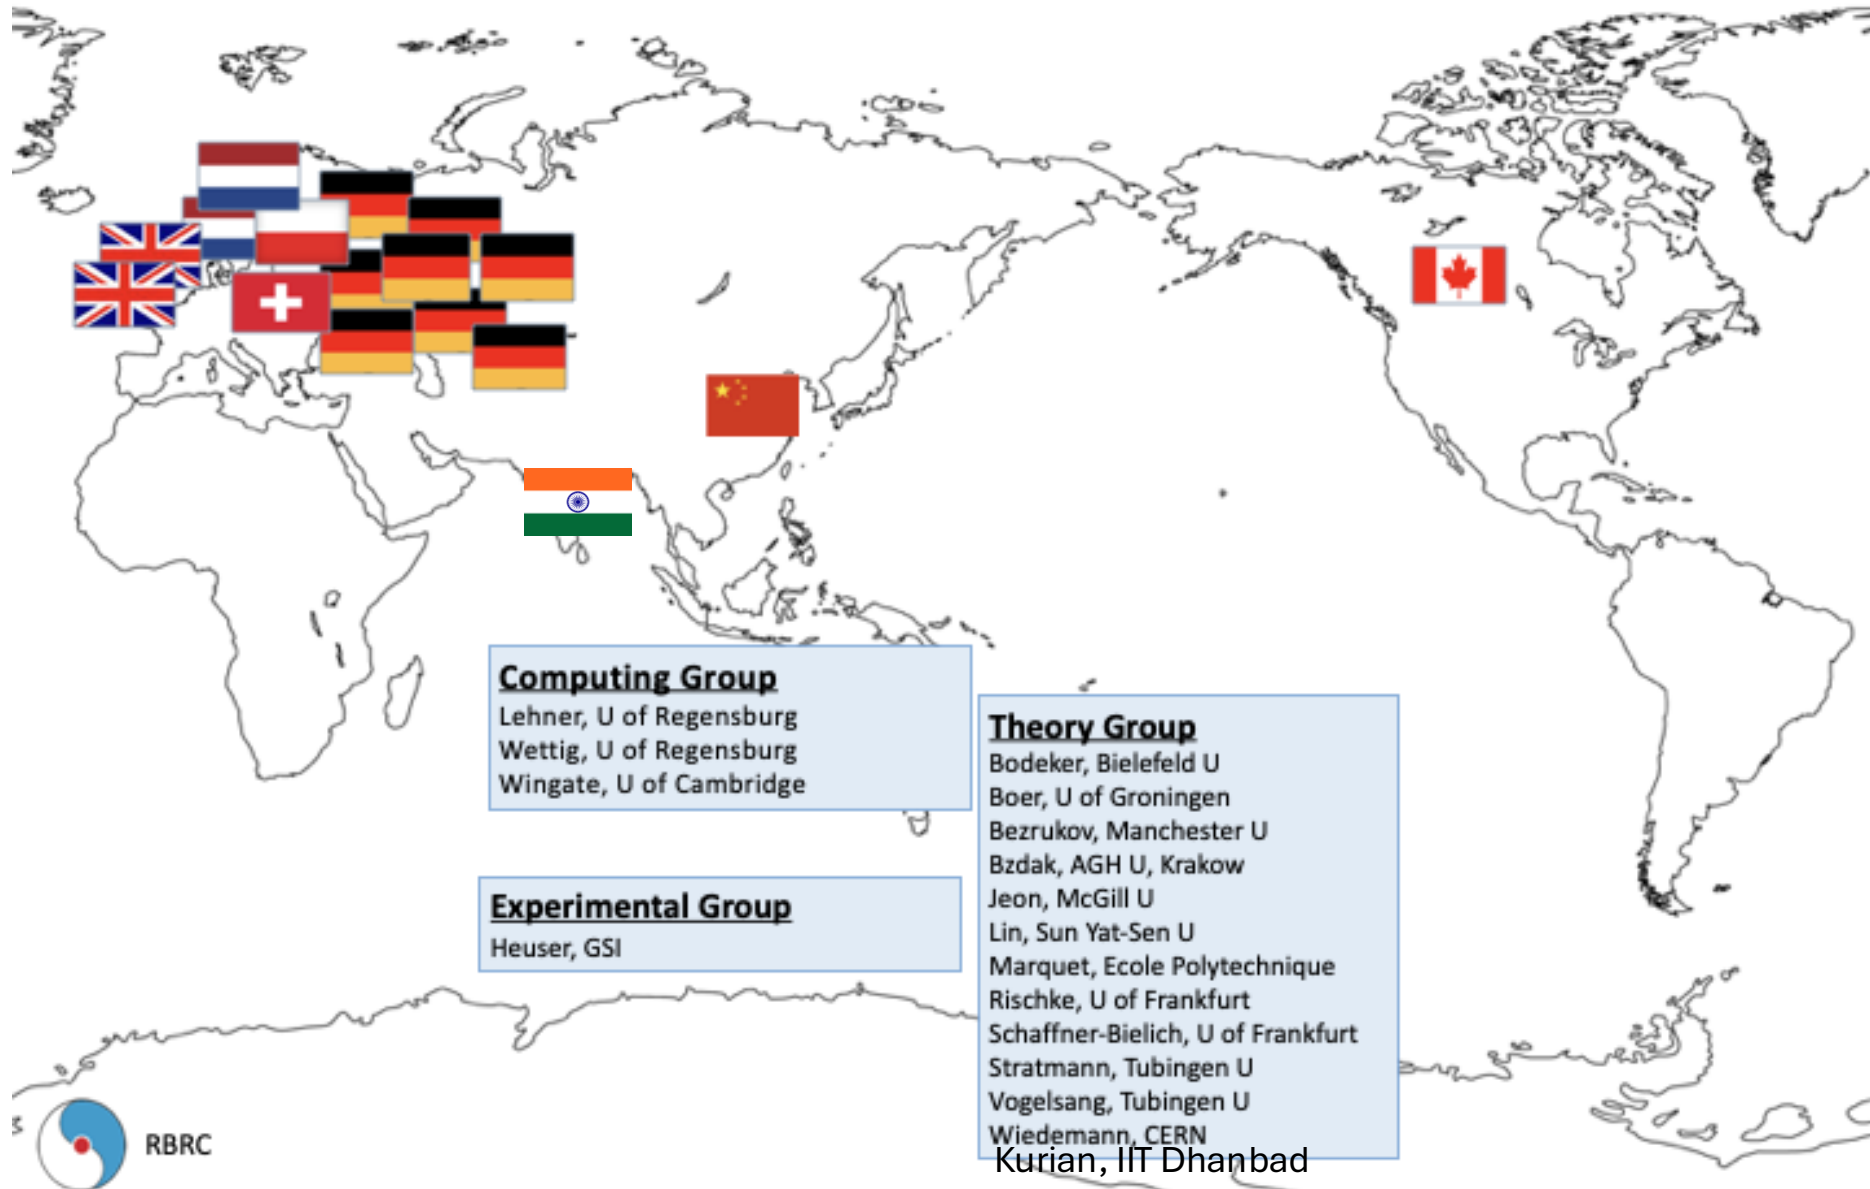 Computing Group
Lehner, U of Regensburg
Wettig, U of Regensburg
Wingate, U of Cambridge
Experimental Group
Heuser, GSI
Theory Group
Bodeker, Bielefeld U
Boer, U of Groningen
Bezrukov, Manchester U
Bzdak, AGH U, Krakow
Jeon, McGill U
Lin, Sun Yat-Sen U
Marquet, Ecole Polytechnique
Rischke, U of Frankfurt
Schaffner-Bielich, U of Frankfurt
Stratmann, Tubingen U
Vogelsang, Tubingen U
Wiedemann, CERN
Kurian, IIT Dhanbad
RBRC